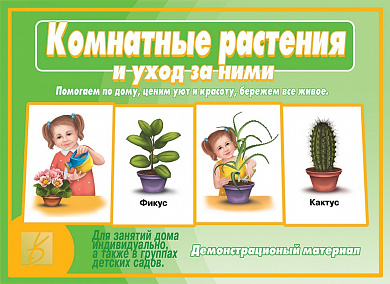 Комнатные растения
и уход за ними
Помогаем по дому, ценим уют и красоту, бережем все живое.
Фикус
Кактус
Для занятий дома
индивидуально,
а также в группах
детских садов.
Демонстрационый материал